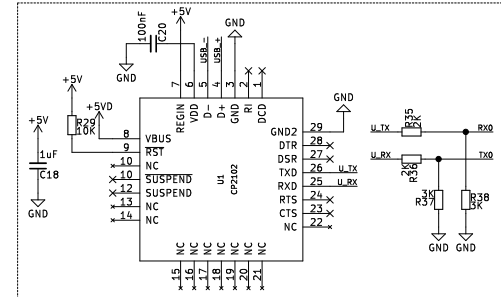 +5V
100nF
C20
USB_-
USB_+
GND
GND
7 6 5 4 3 2 1
REGIN
VDD
D-
D+
GND
RI
DCD
+5V
+5VD
R29
10K
+5V
1uF
C18
GND
8 VBUS
9 RST
10 NC
10 SUSPEND
12 SUSPEND
13 NC
14 NC
U1
CP2102
GND
GND2 29
DTR 28
DSR 27
TXD 26 U_TX
RXD 25 U_RX
RTS 24
CTS 23
NC 22
NC NC NC NC NC NC NC
15 16 17 18 19 20 21
U_TX
R35
2K
RX0
U_RX
2K
R36
TX0
3K
R37
R38
3K
GND
GND